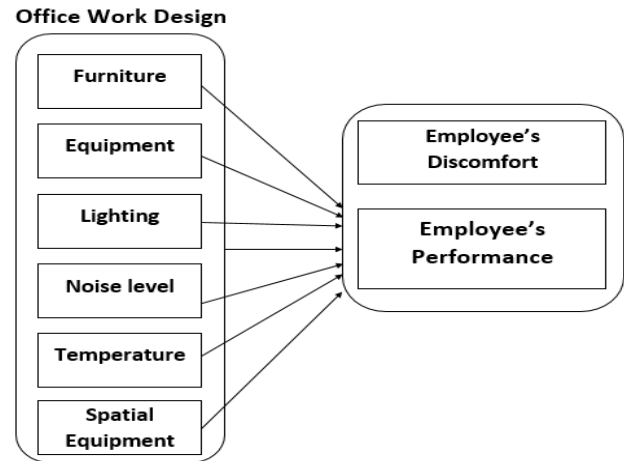 Office Work Design
Furniture
Equipment
Lighting
Noise level
Temperature
Spatial
Equipment
Employee's
Discomfort
Employee's
Performance